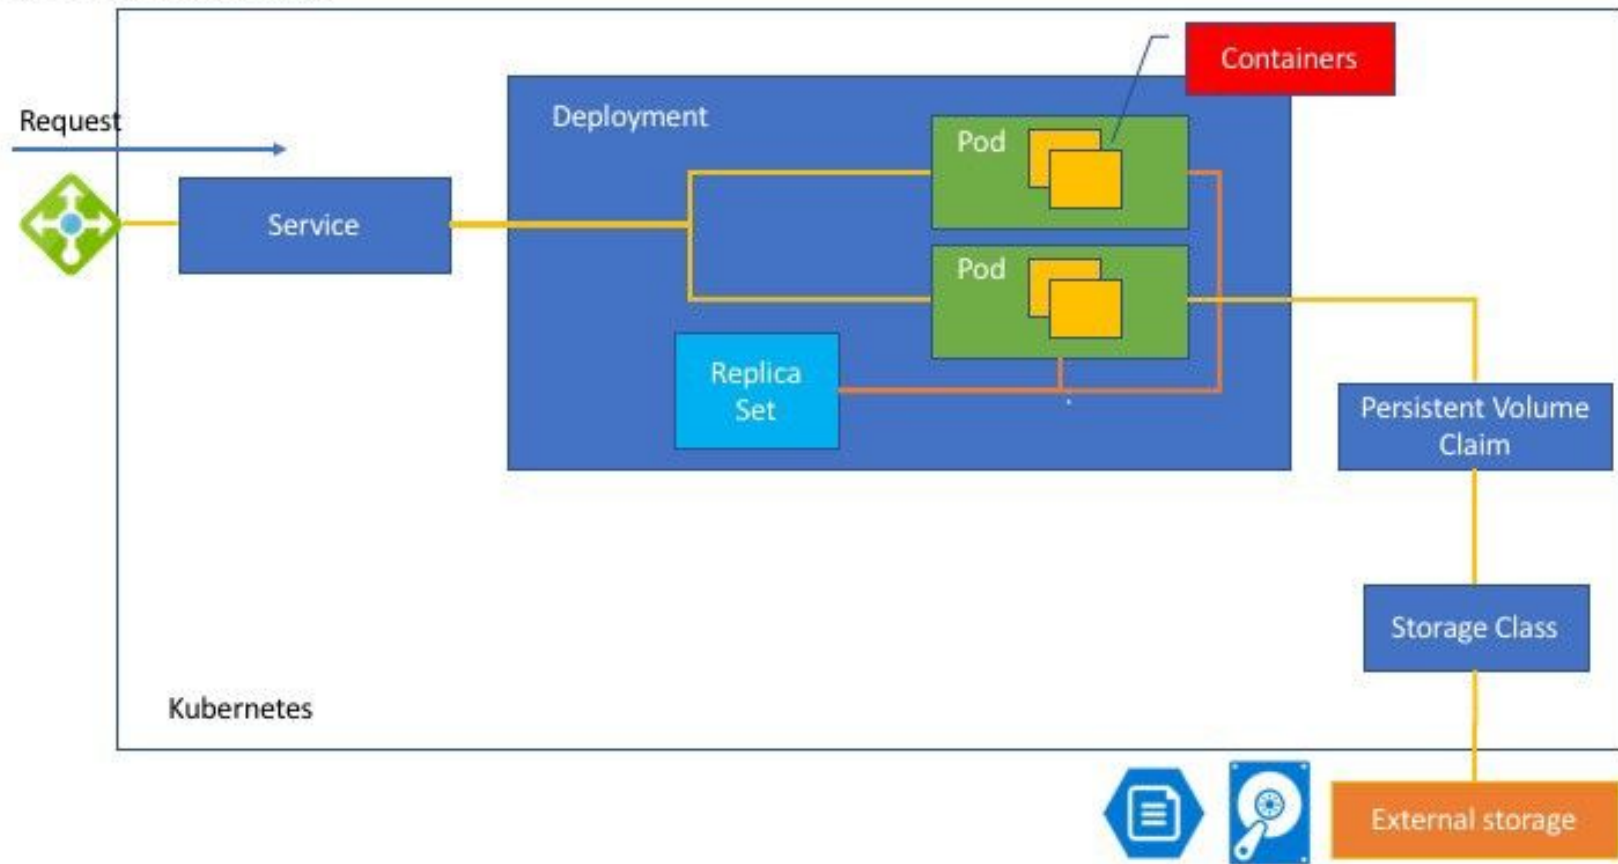 Containers
Deployment
Request
Pod
Service
Pod
Replica
Set
Persistent Volume
Claim
Storage Class
Kubernetes
External storage